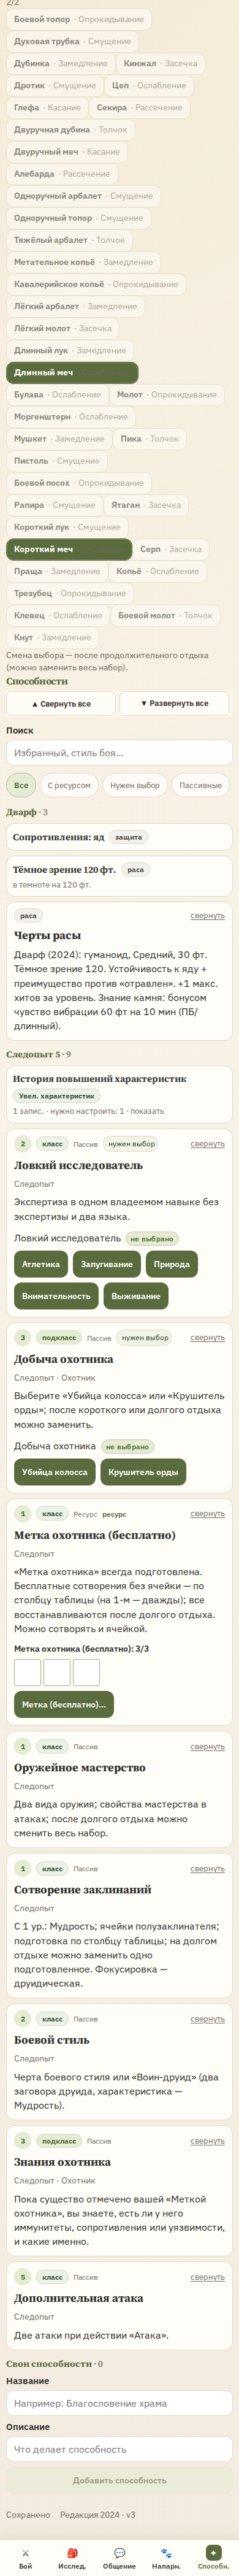 2/2
Боевой топор · Опрокидывание
Духовая трубка · Смущение
Дубинка · Замедление Кинжал · Засечка
Дротик · Смущение Цеп · Ослабление
Глефа · Касание Секира · Рассечение
Двуручная дубина · Толчок
Двуручный меч · Касание
Алебарда · Рассечение
Одноручный арбалет · Смущение
Одноручный топор · Смущение
Тяжёлый арбалет · Толчок
Метательное копьё · Замедление
Кавалерийское копьё · Опрокидывание
Лёгкий арбалет · Замедление
Лёгкий молот · Засечка
Длинный лук · Замедление
Длинный меч
Булава · Ослабление Молот · Опрокидывание
Моргенштерн · Ослабление
Мушкет · Замедление Пика · Толчок
Пистоль · Смущение
Боевой посох · Опрокидывание
Рапира · Смущение Ятаган · Засечка
Короткий лук · Смущение
Короткий меч Серп · Засечка
Праща · Замедление Копьё · Ослабление
Трезубец · Опрокидывание
Клевец · Ослабление Боевой молот · Толчок
Кнут · Замедление
Смена выбора — после продолжительного отдыха
(можно заменить весь набор).
Способности
▲ Свернуть все ▼ Развернуть все
Поиск
Избранный, стиль боя…
Все С ресурсом Нужен выбор Пассивные
Дварф · 3
Сопротивления: яд защита
Тёмное зрение 120 фт. раса
в темноте на 120 фт.
раса свернуть
Черты расы
Дварф (2024): гуманоид, Средний, 30 фт.
Тёмное зрение 120. Устойчивость к яду +
преимущество против «отравлен». +1 макс.
хитов за уровень. Знание камня: бонусом
чувство вибрации 60 фт на 10 мин (ПБ/
длинный).
Следопыт 5 · 9
История повышений характеристик
Увел. характеристик
1 запис. · нужно настроить: 1 · показать
2 класс Пассив нужен выбор свернуть
Ловкий исследователь
Следопыт
Экспертиза в одном владеемом навыке без
экспертизы и два языка.
Ловкий исследователь не выбрано
Атлетика Запугивание Природа
Внимательность Выживание
3 подкласс Пассив нужен выбор свернуть
Добыча охотника
Следопыт · Охотник
Выберите «Убийца колосса» или «Крушитель
орды»; после короткого или долгого отдыха
можно заменить.
Добыча охотника не выбрано
Убийца колосса Крушитель орды
1 класс Ресурс ресурс свернуть
Метка охотника (бесплатно)
Следопыт
«Метка охотника» всегда подготовлена.
Бесплатные сотворения без ячейки — по
столбцу таблицы (на 1-м — дважды); все
восстанавливаются после долгого отдыха.
Можно сотворять и ячейкой.
Метка охотника (бесплатно): 3/3
Метка (бесплатно)…
1 класс Пассив свернуть
Оружейное мастерство
Следопыт
Два вида оружия; свойства мастерства в
атаках; после долгого отдыха можно
сменить весь набор.
1 класс Пассив свернуть
Сотворение заклинаний
Следопыт
С 1 ур.: Мудрость; ячейки полузаклинателя;
подготовка по столбцу таблицы; на долгом
отдыхе можно заменить одно
подготовленное. Фокусировка —
друидическая.
2 класс Пассив свернуть
Боевой стиль
Следопыт
Черта боевого стиля или «Воин-друид» (два
заговора друида, характеристика —
Мудрость).
3 подкласс Пассив свернуть
Знания охотника
Следопыт · Охотник
Пока существо отмечено вашей «Меткой
охотника», вы знаете, есть ли у него
иммунитеты, сопротивления или уязвимости,
и какие именно.
5 класс Пассив свернуть
Дополнительная атака
Следопыт
Две атаки при действии «Атака».
Свои способности · 0
Название
Например: Благословение храма
Описание
Что делает способность
Добавить способность
Сохранено Редакция 2024 · v3
Бой Исслед. Общение Напарн. Способн.